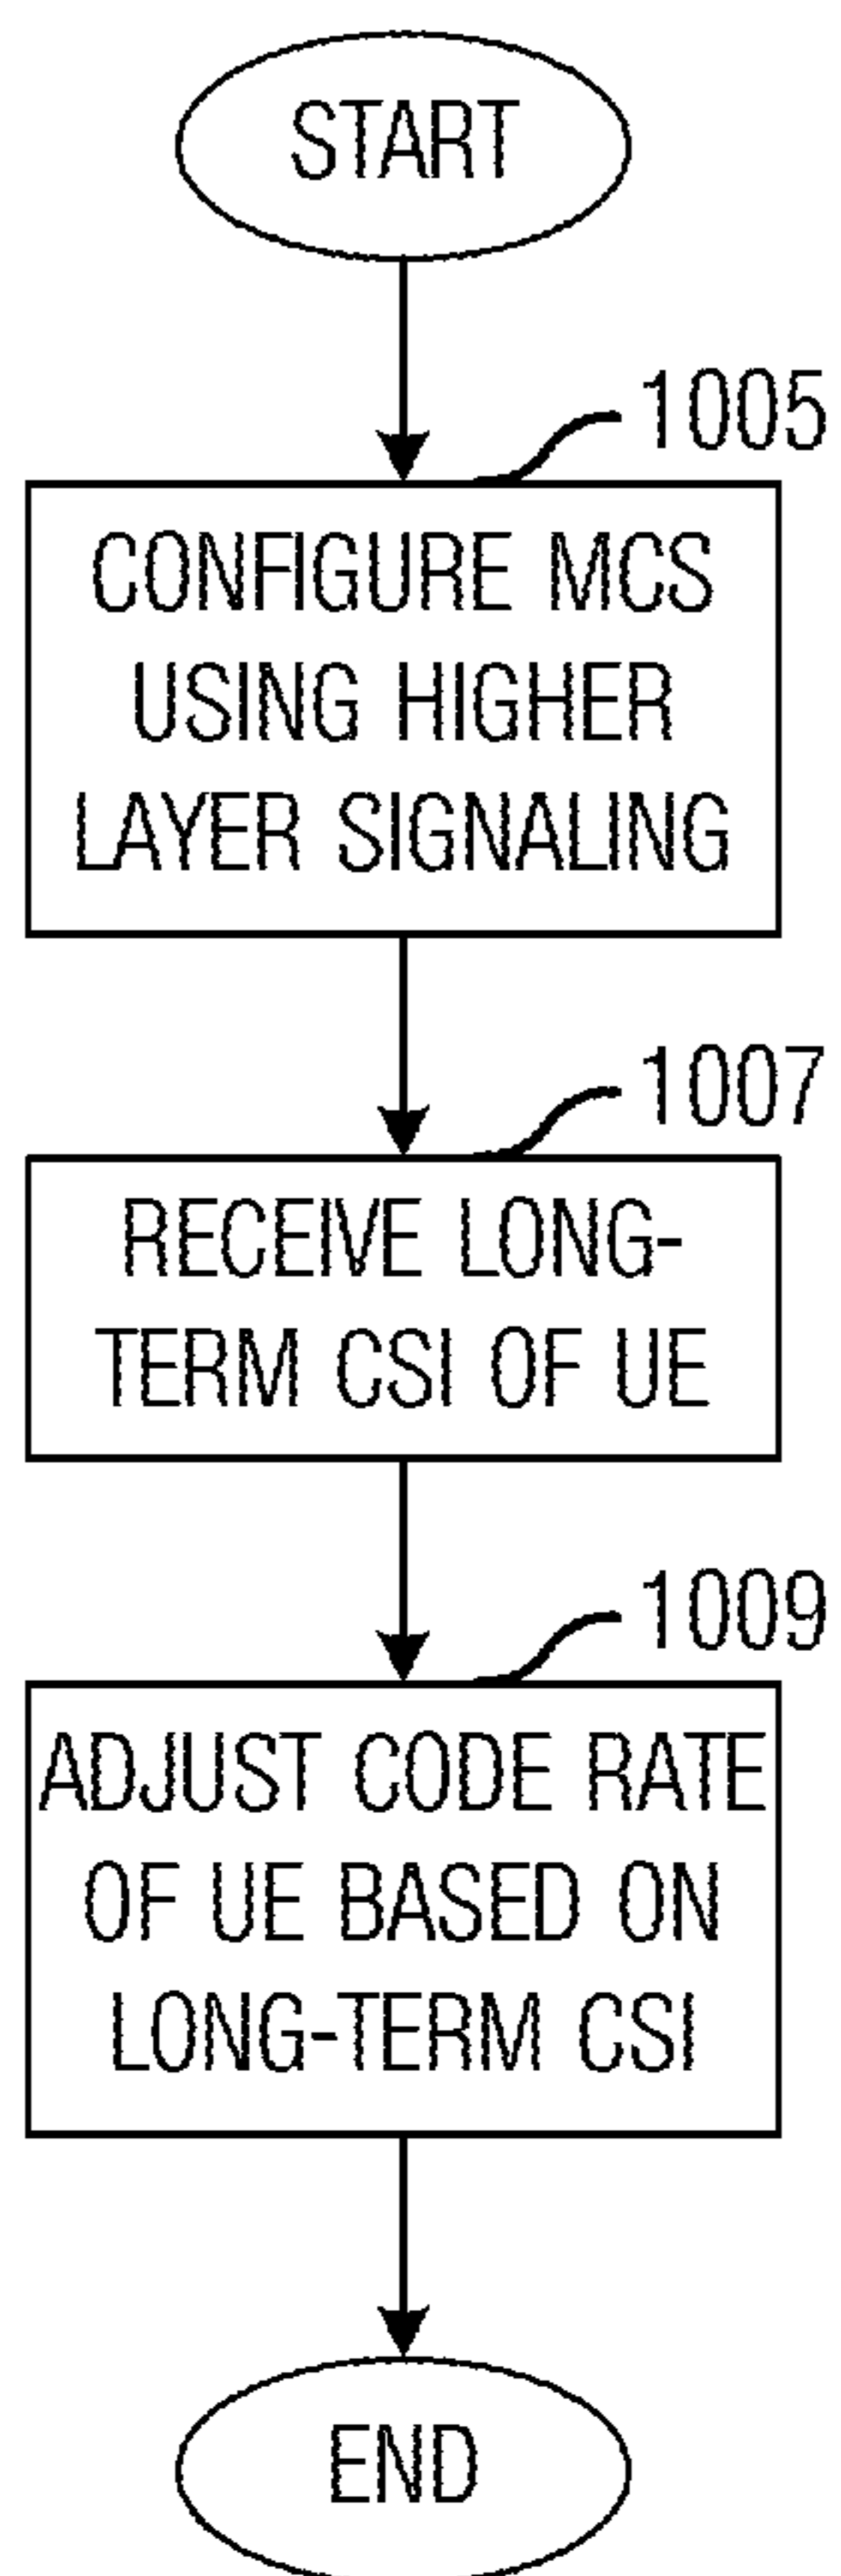 START
1005
CONFIGURE MCS
USING HIGHER
LAYER SIGNALING
1007
RECEIVE LONG-
TERM CSI OF UE
1009
ADJUST CODE RATE
OF UE BASED ON
LONG-TERM CSI
END